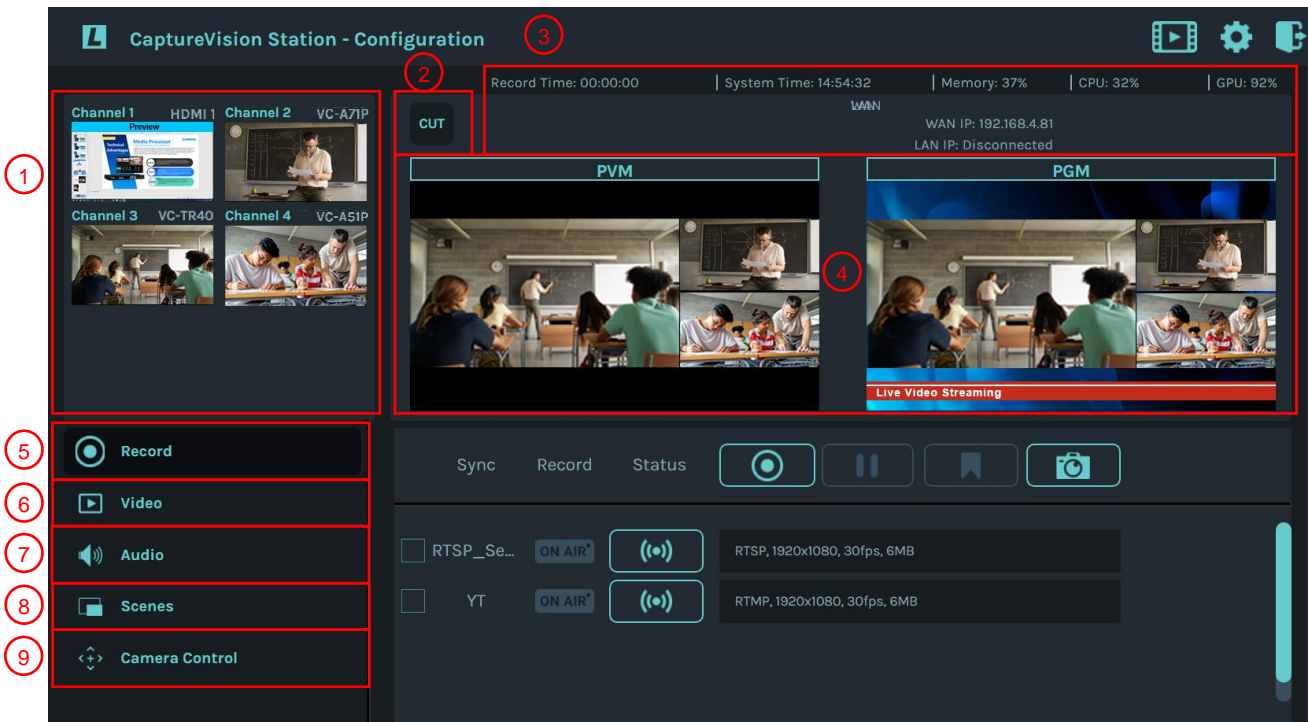 L CaptureVision Station - Configuration
3
2
Record Time: 00:00:00 | System Time: 14:54:32 | Memory: 37% | CPU: 32% | GPU: 92%
WAN IP: 192.168.4.81
LAN IP: Disconnected
CUT
1
Channel 1 HDMI 1 Channel 2 VC-A71P
Preview
Technical Advantages
Media Processor
Channel 3 VC-TR40 Channel 4 VC-A51P
PVM PGM
4
Live Video Streaming
5 Record
6 Video
7 Audio
8 Scenes
9 Camera Control
Sync Record Status
RTSP_Se... ON AIR RTSP, 1920x1080, 30fps, 6MB
YT ON AIR RTMP, 1920x1080, 30fps, 6MB